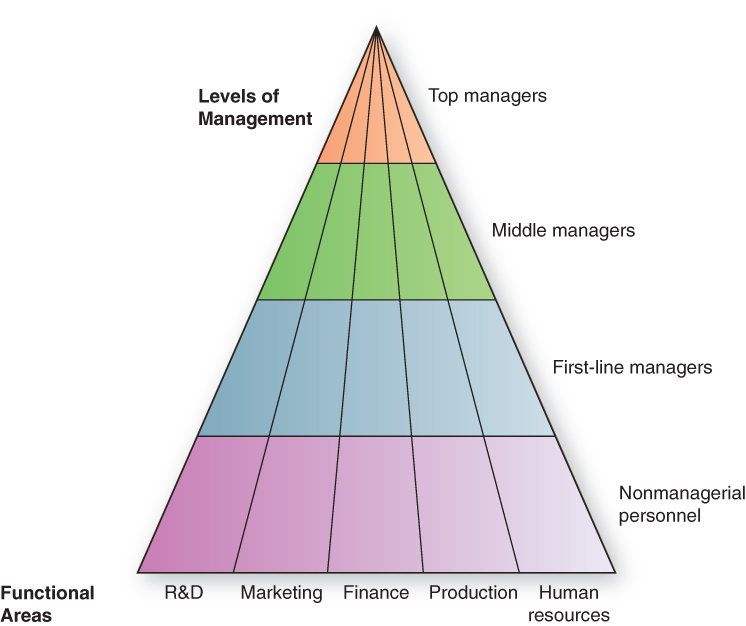 Levels of
Management
Top managers
Middle managers
First-line managers
Nonmanagerial
personnel
Functional
Areas
R&D
Marketing
Finance
Production
Human
resources